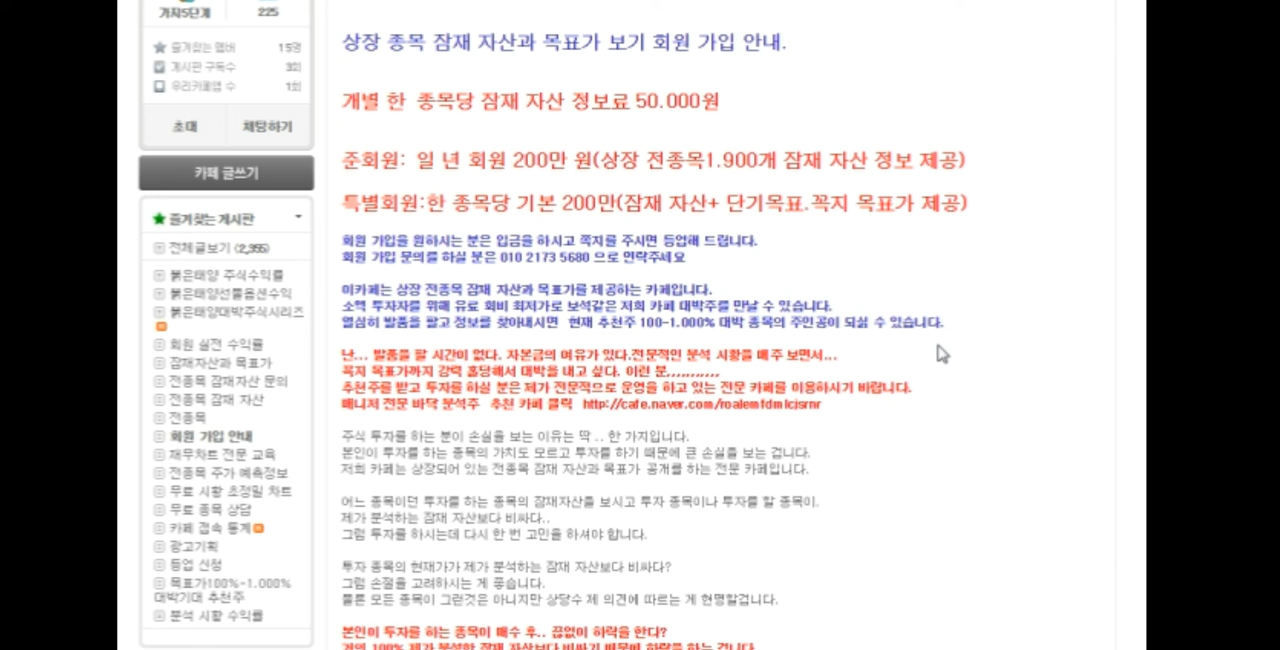 가지5단계 225
즐겨찾는 멤버 15명
게시판 구독수 3회
우리카페앱 수 1회
초대 채팅하기
카페 글쓰기
즐겨찾는 게시판
전체글보기 (2,355)
붉은태양 주식수익률
붉은태양선물옵션수익
붉은태양대박주식시리즈
회원 실전 수익률
잠재자산과 목표가
전종목 잠재자산 문의
전종목 잠재 자산
전종목
회원 가입 안내
재무차트 전문 교육
전종목 주가 예측정보
무료 시황 초정밀 차트
무료 종목 상담
카페 접속 통계
광고기획
등업 신청
목표가100%~1.000%
대박기대 추천주
분석 시황 수익률
상장 종목 잠재 자산과 목표가 보기 회원 가입 안내.
개별 한 종목당 잠재 자산 정보료 50.000원
준회원: 일 년 회원 200만 원(상장 전종목1.900개 잠재 자산 정보 제공)
특별회원:한 종목당 기본 200만(잠재 자산+ 단기목표.꼭지 목표가 제공)
회원 가입을 원하시는 분은 입금을 하시고 쪽지를 주시면 등업해 드립니다.
회원 가입 문의를 하실 분은 010 2173 5680 으로 연락주세요
이카페는 상장 전종목 잠재 자산과 목표가를 제공하는 카페입니다.
소액 투자자를 위해 유료 회비 최저가로 보석같은 저희 카페 대박주를 만날 수 있습니다.
열심히 발품을 팔고 정보를 찾아내시면 현재 추천주 100-1.000% 대박 종목의 주인공이 되실 수 있습니다.
난... 발품을 팔 시간이 없다. 자본금의 여유가 있다.전문적인 분석 시황을 매주 보면서...
꼭지 목표가까지 강력 홀딩해서 대박을 내고 싶다. 이런 분,,,,,,,,,,,
추천주를 받고 투자를 하실 분은 제가 전문적으로 운영을 하고 있는 전문 카페를 이용하시기 바랍니다.
매니저 전문 바닥 분석주 추천 카페 클릭 http://cafe.naver.com/roalemfdmlcjsrnr
주식 투자를 하는 분이 손실을 보는 이유는 딱 .. 한 가지입니다.
본인이 투자를 하는 종목의 가치도 모르고 투자를 하기 때문에 큰 손실을 보는 겁니다.
저희 카페는 상장되어 있는 전종목 잠재 자산과 목표가 공개를 하는 전문 카페입니다.
어느 종목이던 투자를 하는 종목의 잠재자산을 보시고 투자 종목이나 투자를 할 종목이.
제가 분석하는 잠재 자산보다 비싸다..
그럼 투자를 하시는데 다시 한 번 고민을 하셔야 합니다.
투자 종목의 현재가가 제가 분석하는 잠재 자산보다 비싸다?
그럼 손절을 고려하시는 게 좋습니다.
물론 모든 종목이 그런것은 아니지만 상당수 제 의견에 따르는 게 현명할겁니다.
본인이 투자를 하는 종목이 매수 후.. 끊없이 하락을 한다?
거의 100% 제가 분석한 잠재 자산보다 비싸기 때문에 하락을 하는 겁니다.